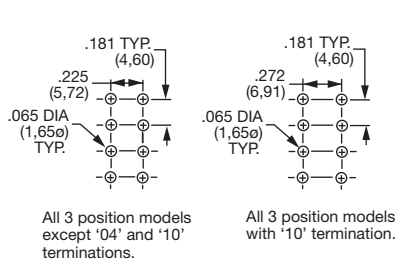 .181 TYP.
(4,60)
.225
(5,72)
.065 DIA
(1,65ø)
TYP.
All 3 position models
except ‘04’ and ‘10’
terminations.
.181 TYP.
(4,60)
.272
(6,91)
.065 DIA
(1,65ø)
TYP.
All 3 position models
with ‘10’ termination.